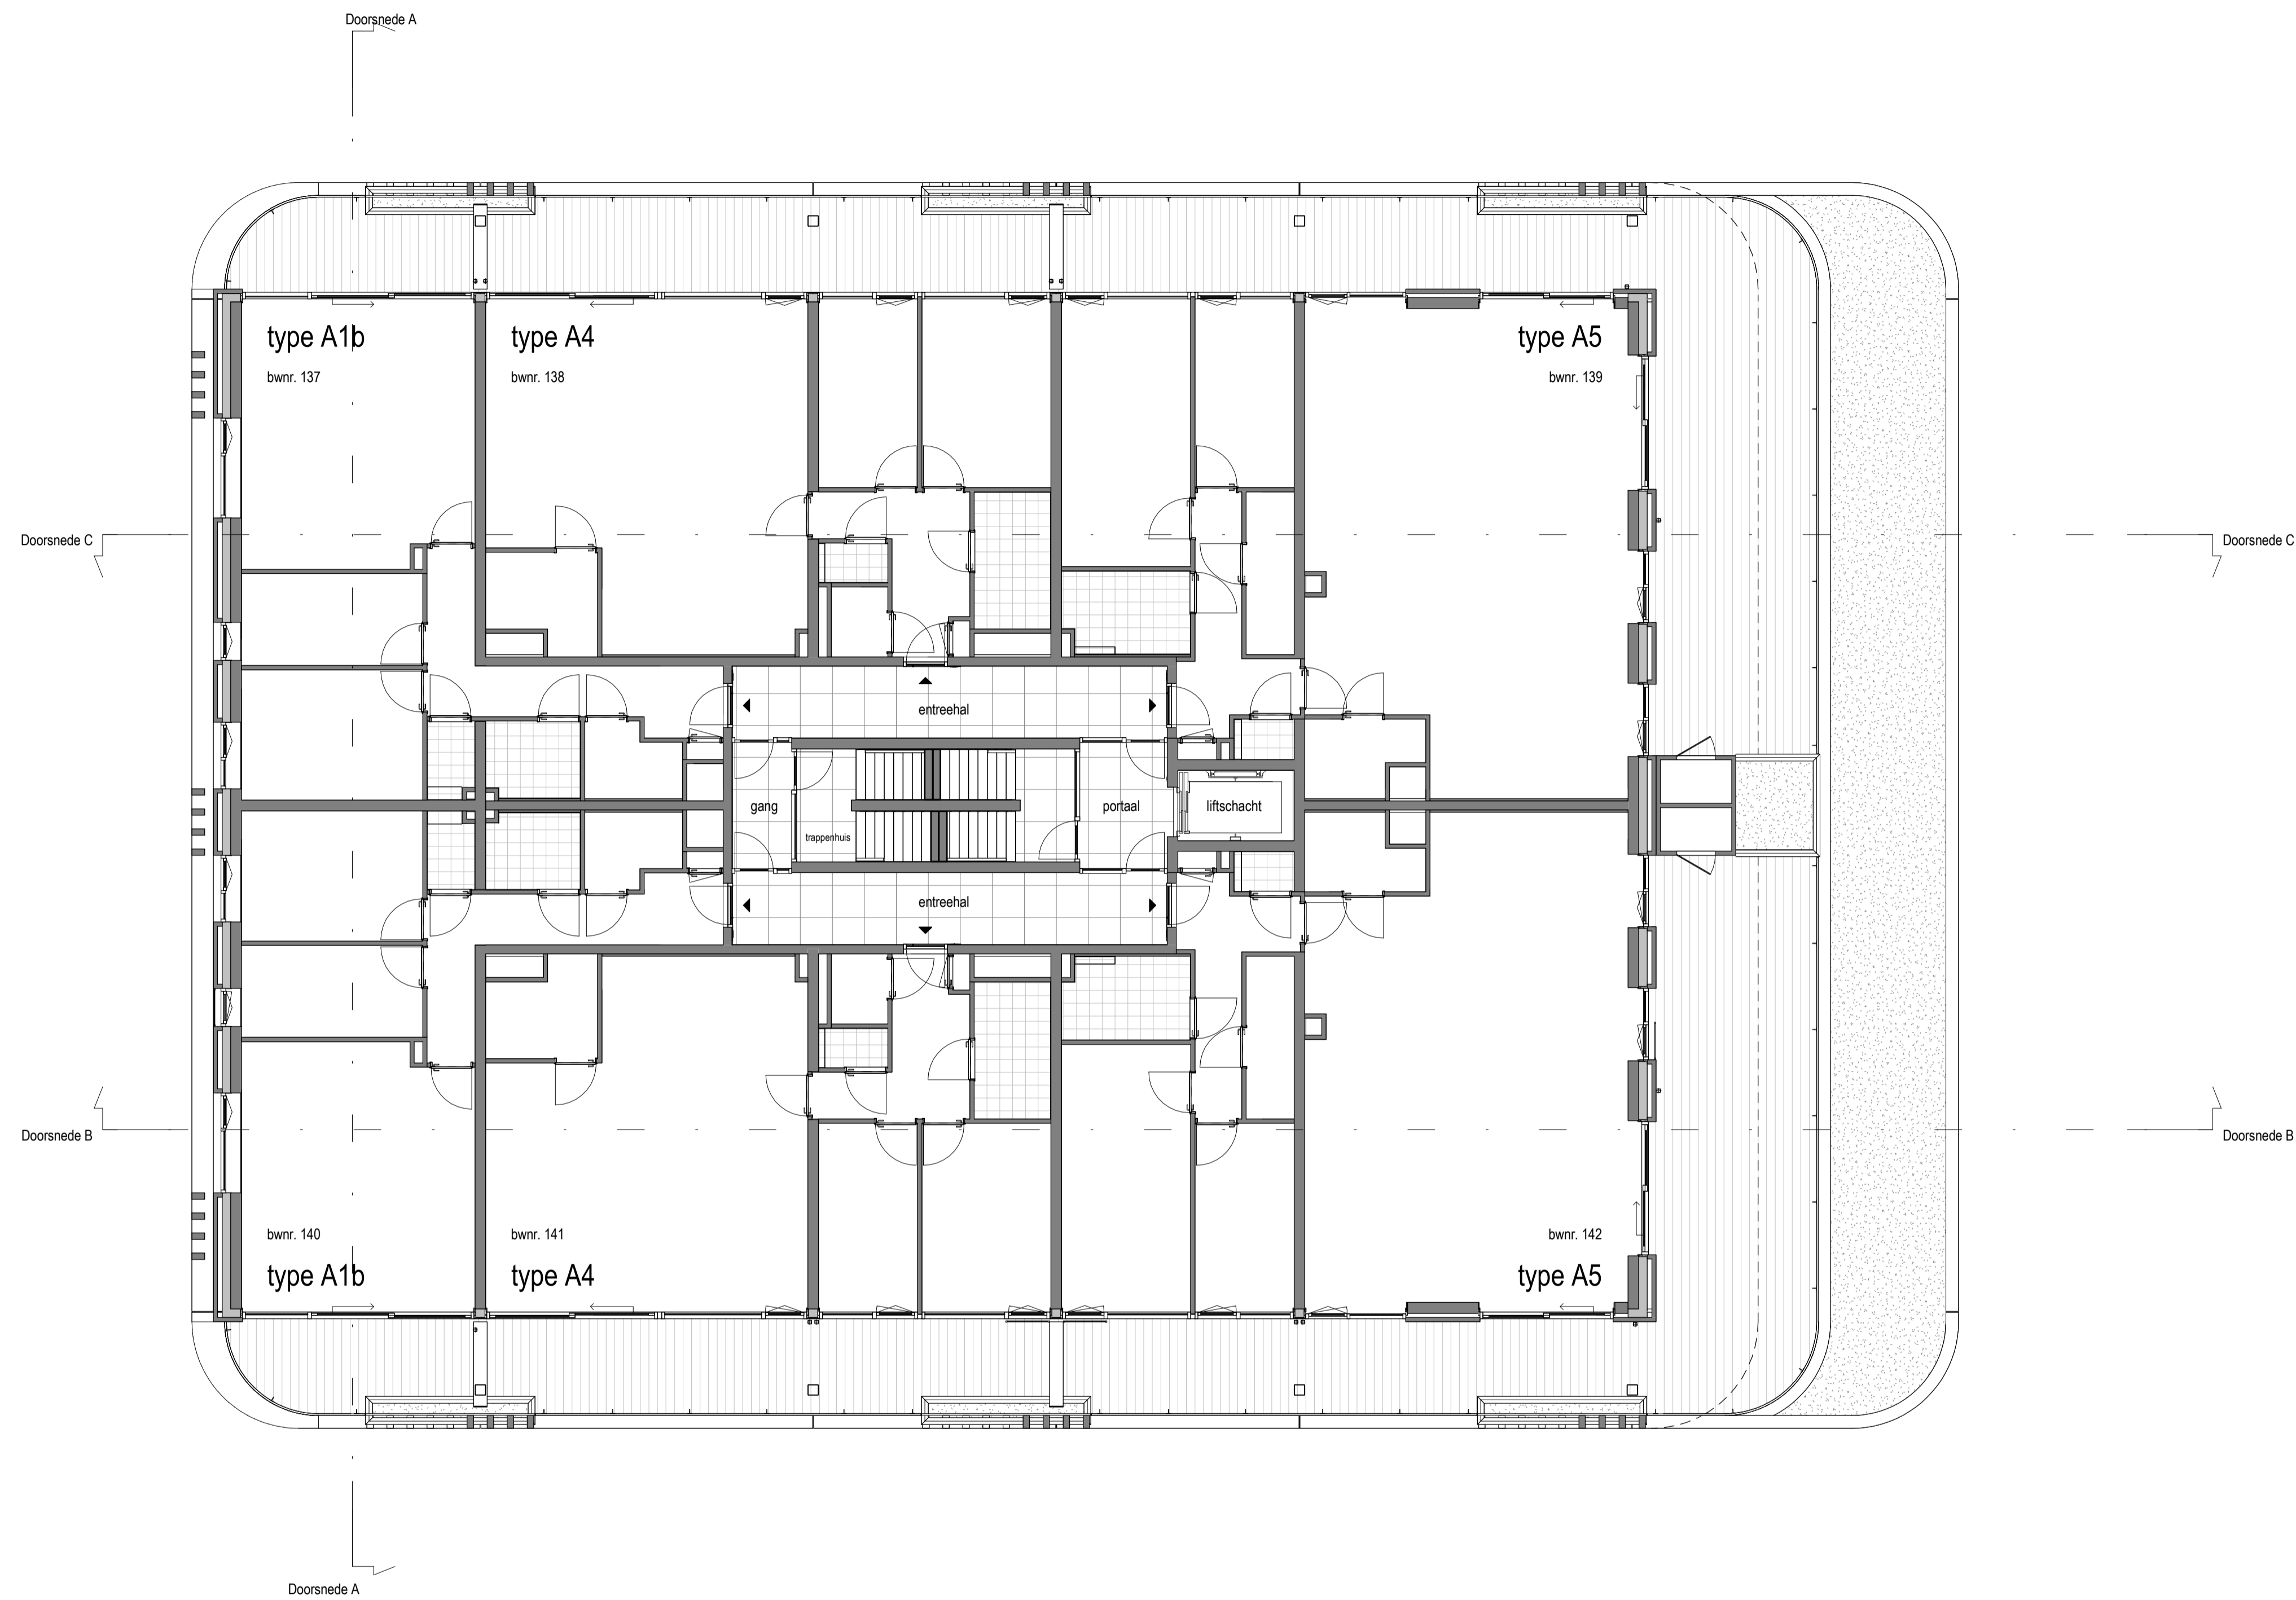 Doorsnede A
type A1b
type A4
type A5
bwnr. 137
bwnr. 138
bwnr. 139
Doorsnede C
Doorsnede C
entreehal
gang
portaal
liftschacht
trappenhuis
entreehal
Doorsnede B
Doorsnede B
bwnr. 140
bwnr. 141
bwnr. 142
type A1b
type A4
type A5
Doorsnede A